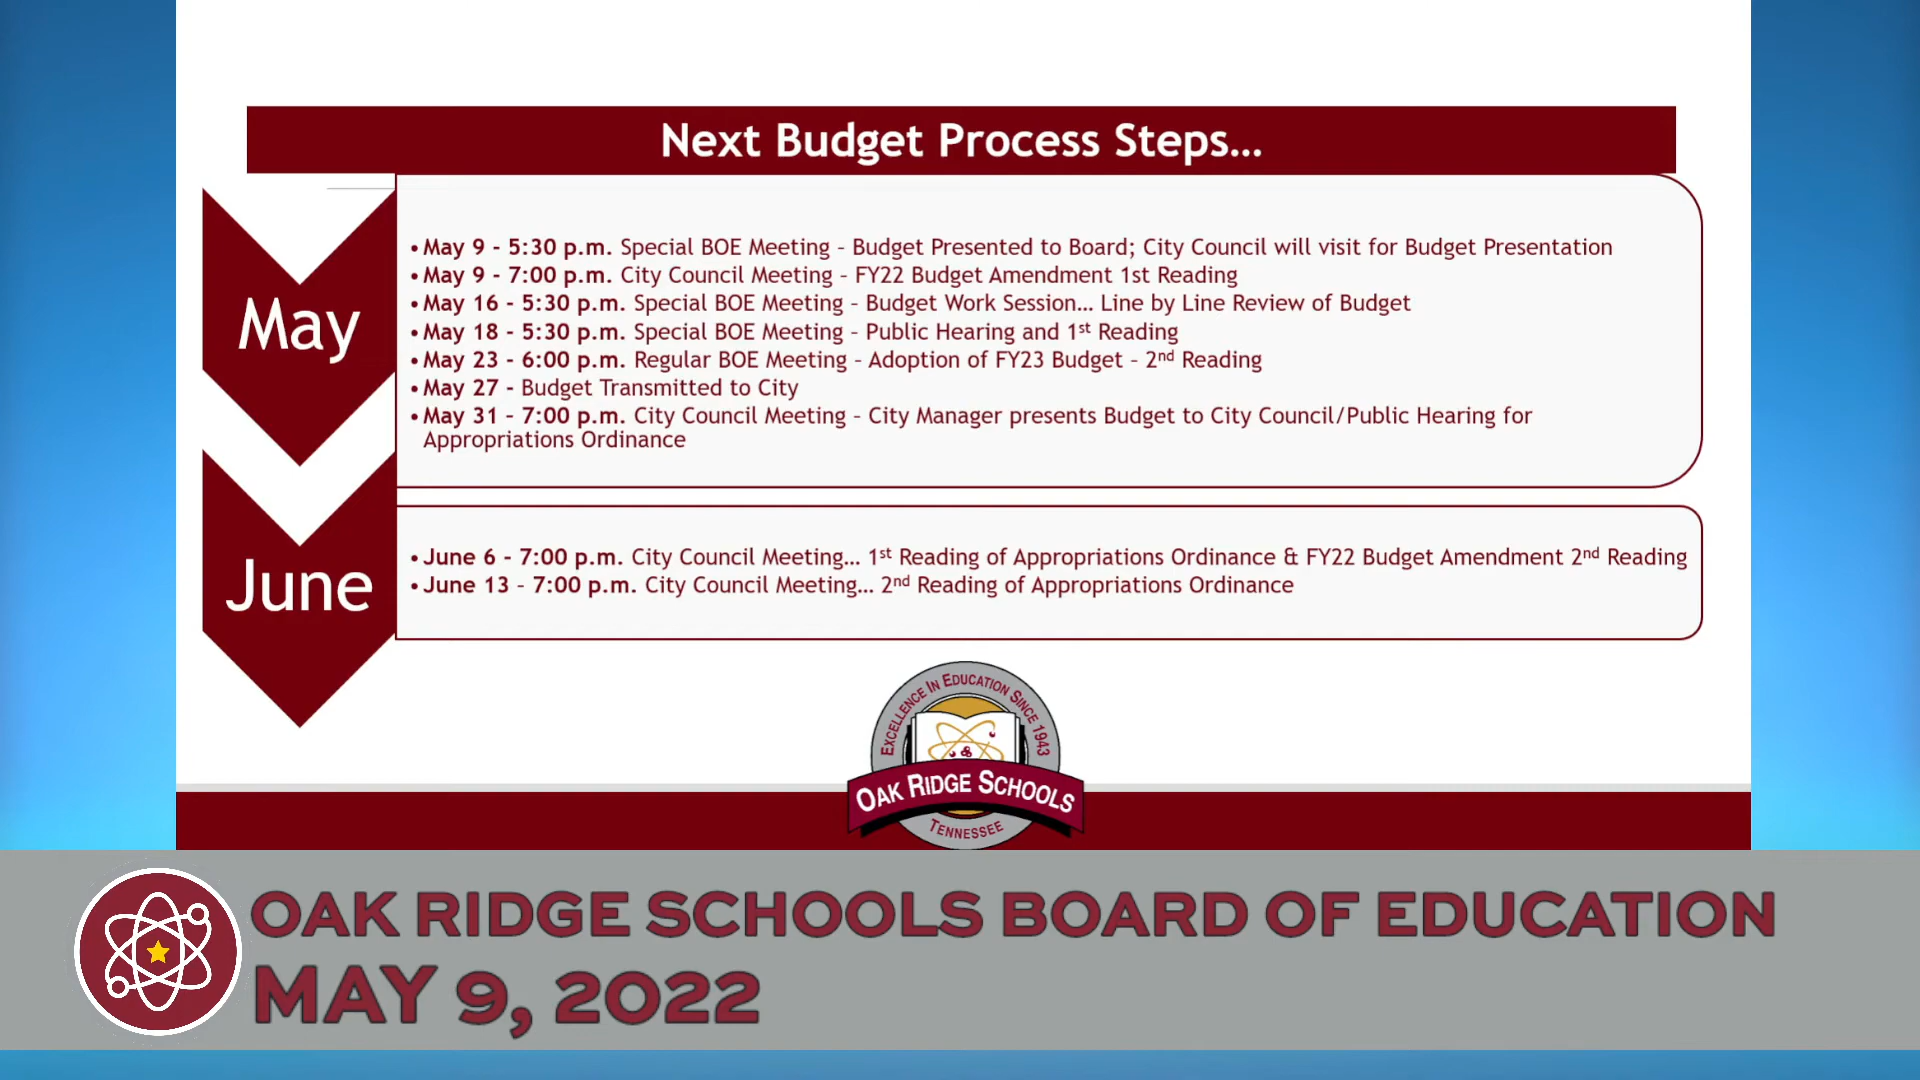 Next Budget Process Steps...
May
• May 9 - 5:30 p.m. Special BOE Meeting - Budget Presented to Board; City Council will visit for Budget Presentation
• May 9 - 7:00 p.m. City Council Meeting - FY22 Budget Amendment 1st Reading
• May 16 - 5:30 p.m. Special BOE Meeting - Budget Work Session... Line by Line Review of Budget
• May 18 - 5:30 p.m. Special BOE Meeting - Public Hearing and 1st Reading
• May 23 - 6:00 p.m. Regular BOE Meeting - Adoption of FY23 Budget - 2nd Reading
• May 27 - Budget Transmitted to City
• May 31 - 7:00 p.m. City Council Meeting - City Manager presents Budget to City Council/Public Hearing for
Appropriations Ordinance
June
• June 6 - 7:00 p.m. City Council Meeting... 1st Reading of Appropriations Ordinance & FY22 Budget Amendment 2nd Reading
• June 13 - 7:00 p.m. City Council Meeting... 2nd Reading of Appropriations Ordinance
EXCELLENCE IN EDUCATION SINCE 1943
OAK RIDGE SCHOOLS
TENNESSEE
OAK RIDGE SCHOOLS BOARD OF EDUCATION
MAY 9, 2022